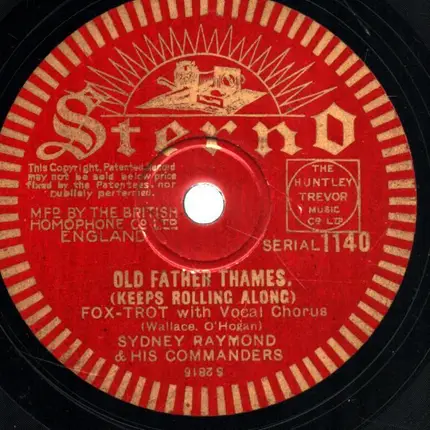 Sterno
This Copyright. Patented Record
may not be sold below price
fixed by the Patentees. nor
publicly performed.
MFD BY THE BRITISH
HOMOPHONE CO LTD
ENGLAND
THE
HUNTLEY
TREVOR
MUSIC
CO LTD.
SERIAL 1140
OLD FATHER THAMES.
(KEEPS ROLLING ALONG)
FOX-TROT with Vocal Chorus
(Wallace. O'Hogan)
SYDNEY RAYMOND
& HIS COMMANDERS
S 2816